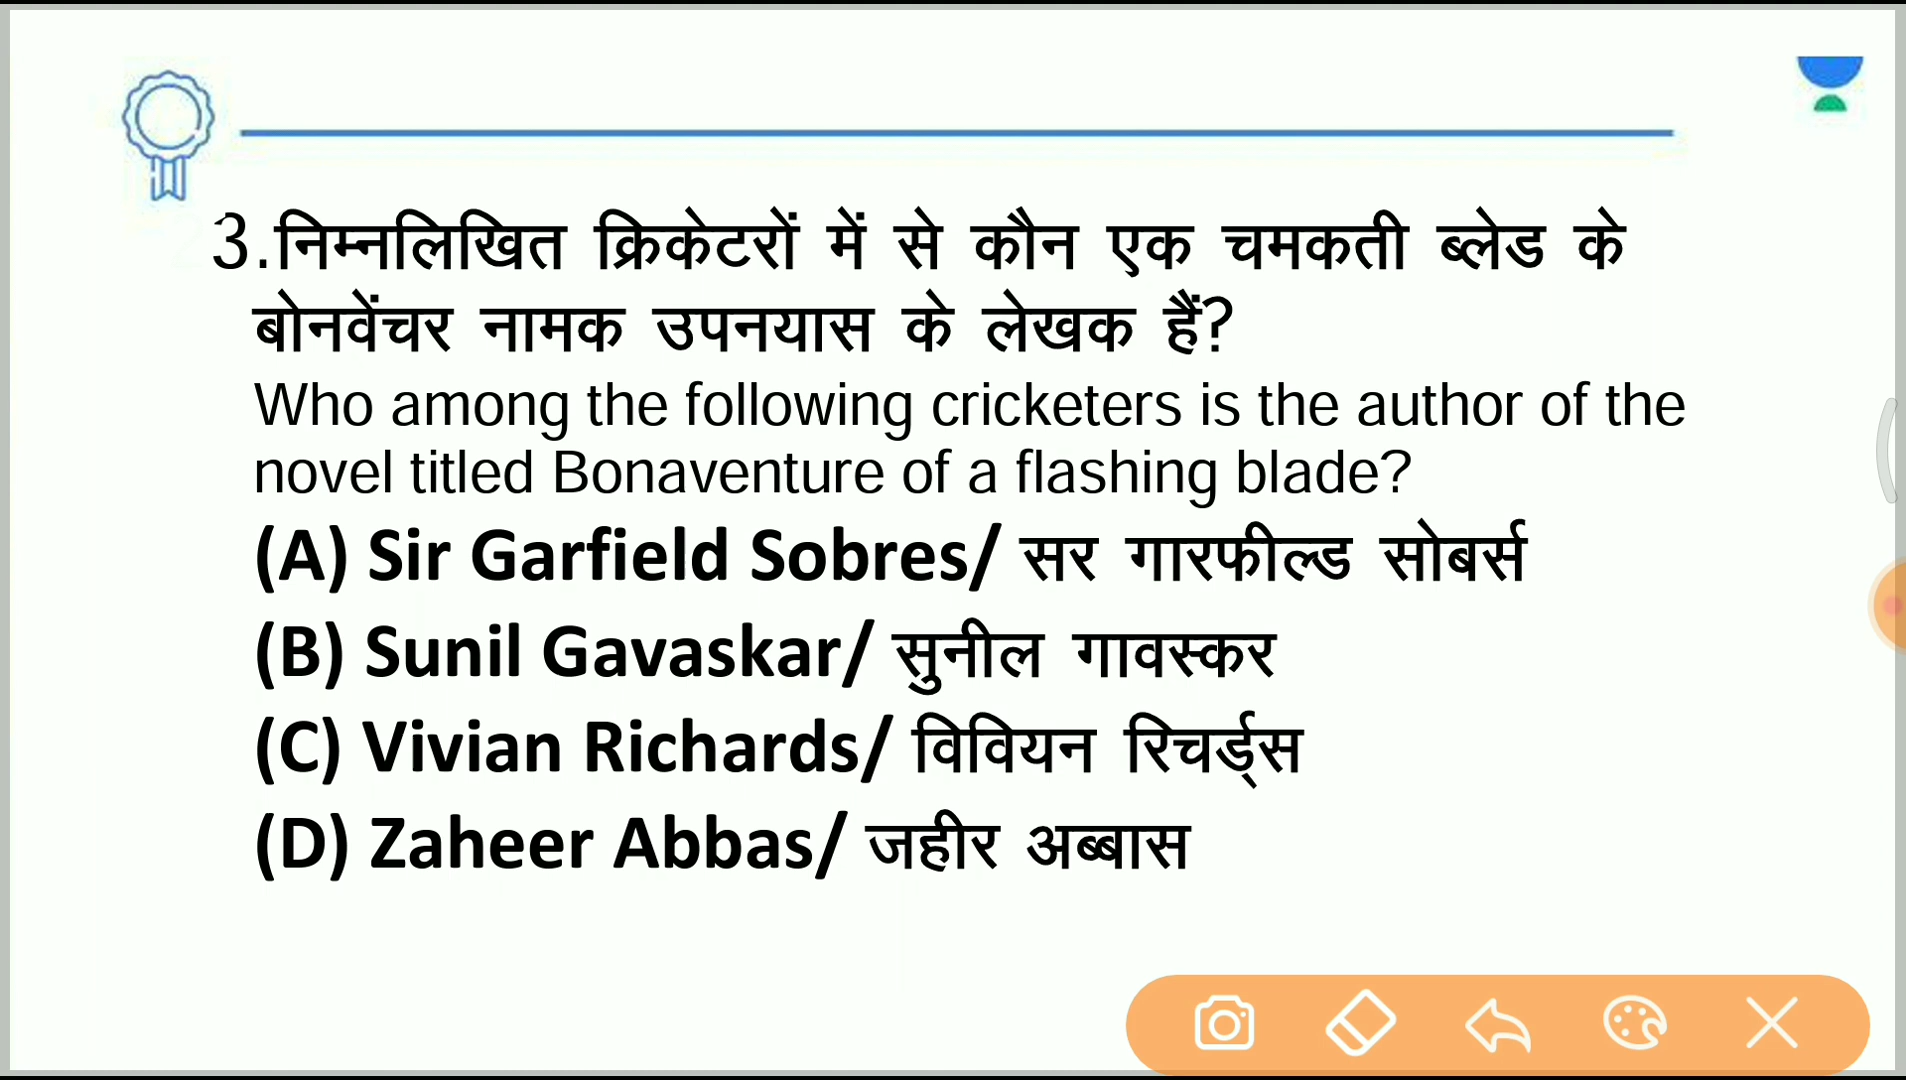 3.निम्नलिखित क्रिकेटरों में से कौन एक चमकती ब्लेड के
बोनवेंचर नामक उपनयास के लेखक हैं?
Who among the following cricketers is the author of the
novel titled Bonaventure of a flashing blade?
(A) Sir Garfield Sobres/ सर गारफील्ड सोबर्स
(B) Sunil Gavaskar/ सुनील गावस्कर
(C) Vivian Richards/ विवियन रिचर्ड्स
(D) Zaheer Abbas/ जहीर अब्बास